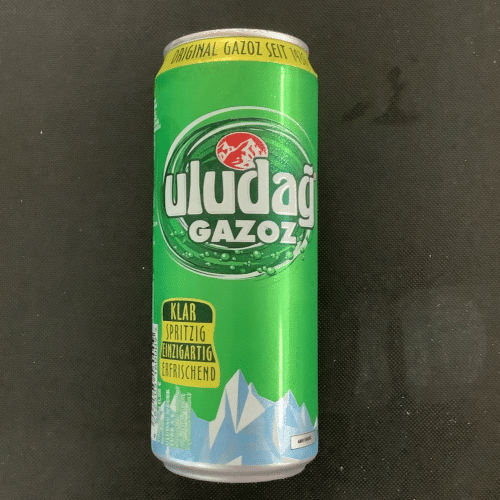 ORIGINAL GAZOZ SEIT
uludağ
GAZOZ
KLAR
SPRITZIG
EINZIGARTIG
ERFRISCHEND